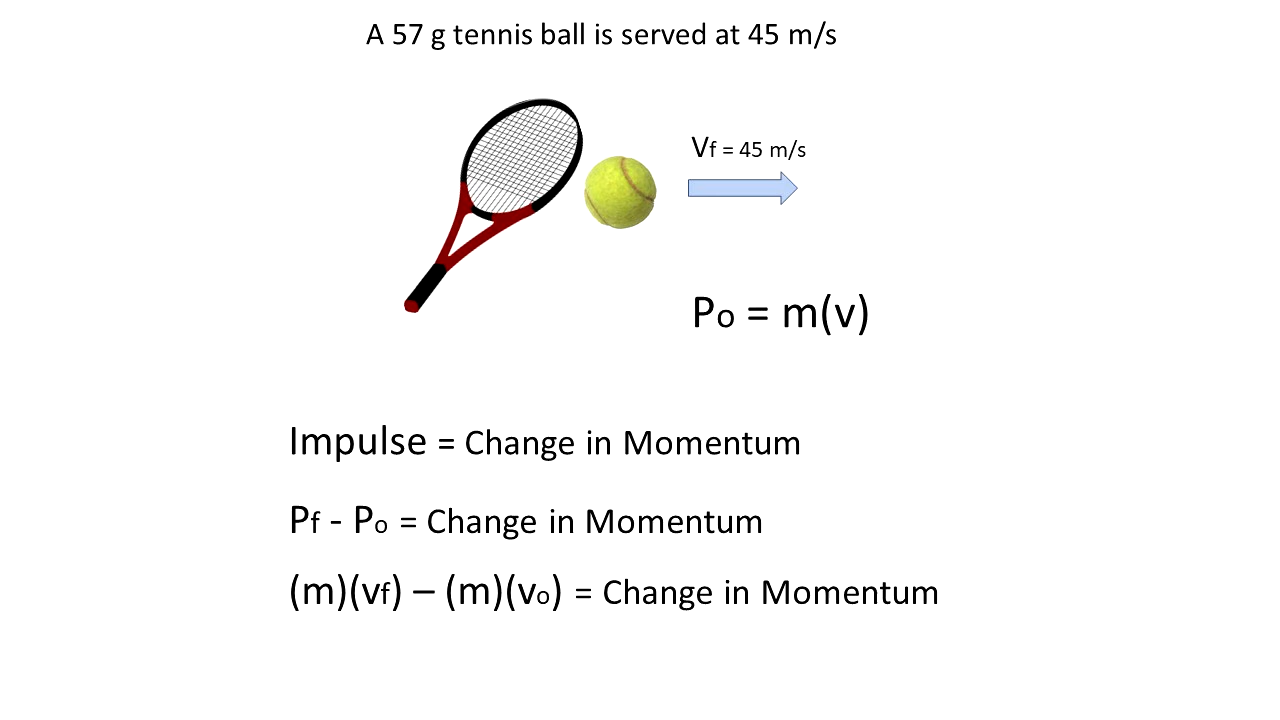 A 57 g tennis ball is served at 45 m/s
Vf = 45 m/s
Po = m(v)
Impulse = Change in Momentum
Pf - Po = Change in Momentum
(m)(vf) – (m)(vo) = Change in Momentum